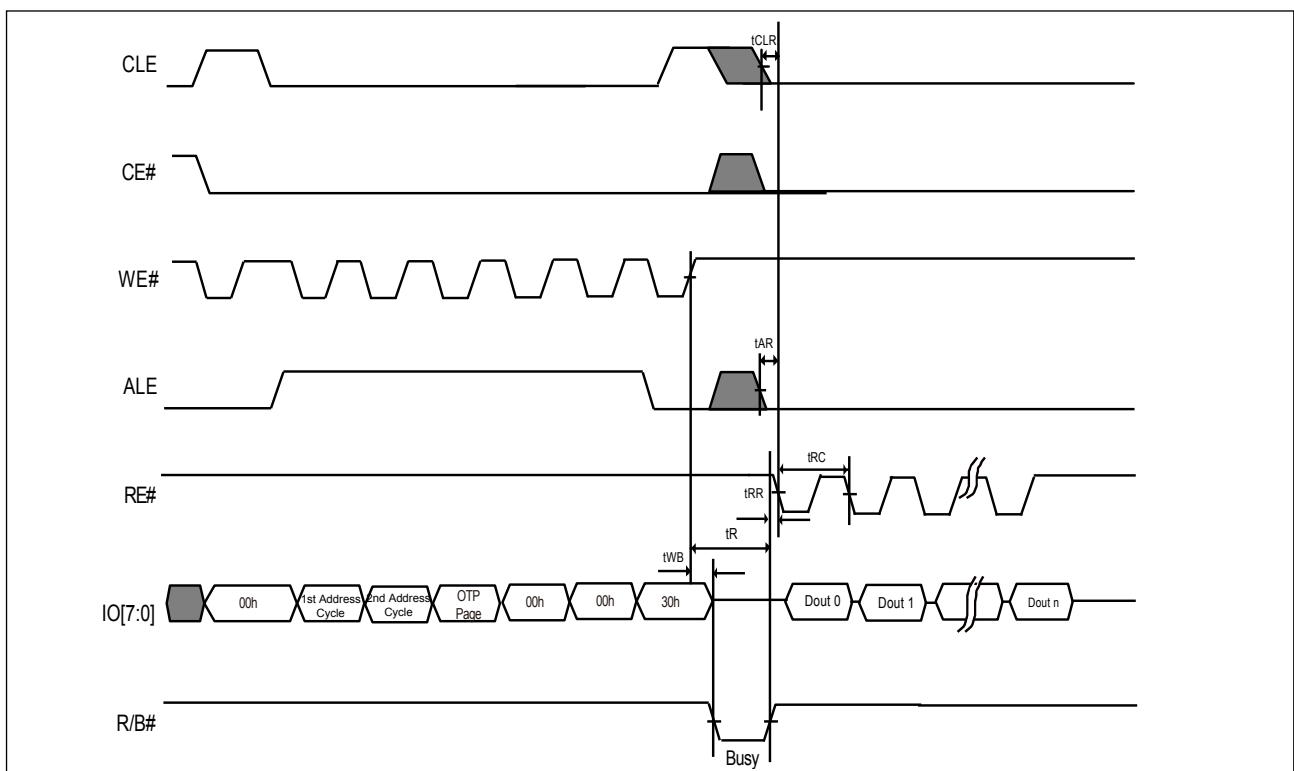 tCLR
CLE
CE#
WE#
tAR
ALE
tRC
RE#
tRR
tR
tWB
IO[7:0]
00h
1st Address
Cycle
2nd Address
Cycle
OTP
Page
00h
00h
30h
Dout 0
Dout 1
Dout n
R/B#
Busy